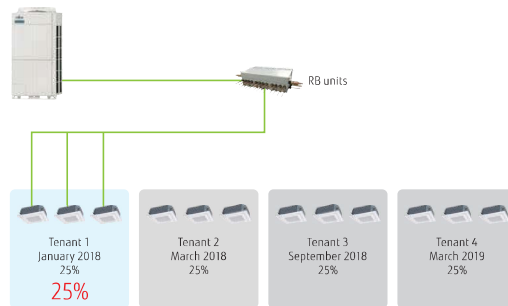 RB units
Tenant 1
January 2018
25%
25%
Tenant 2
March 2018
25%
Tenant 3
September 2018
25%
Tenant 4
March 2019
25%